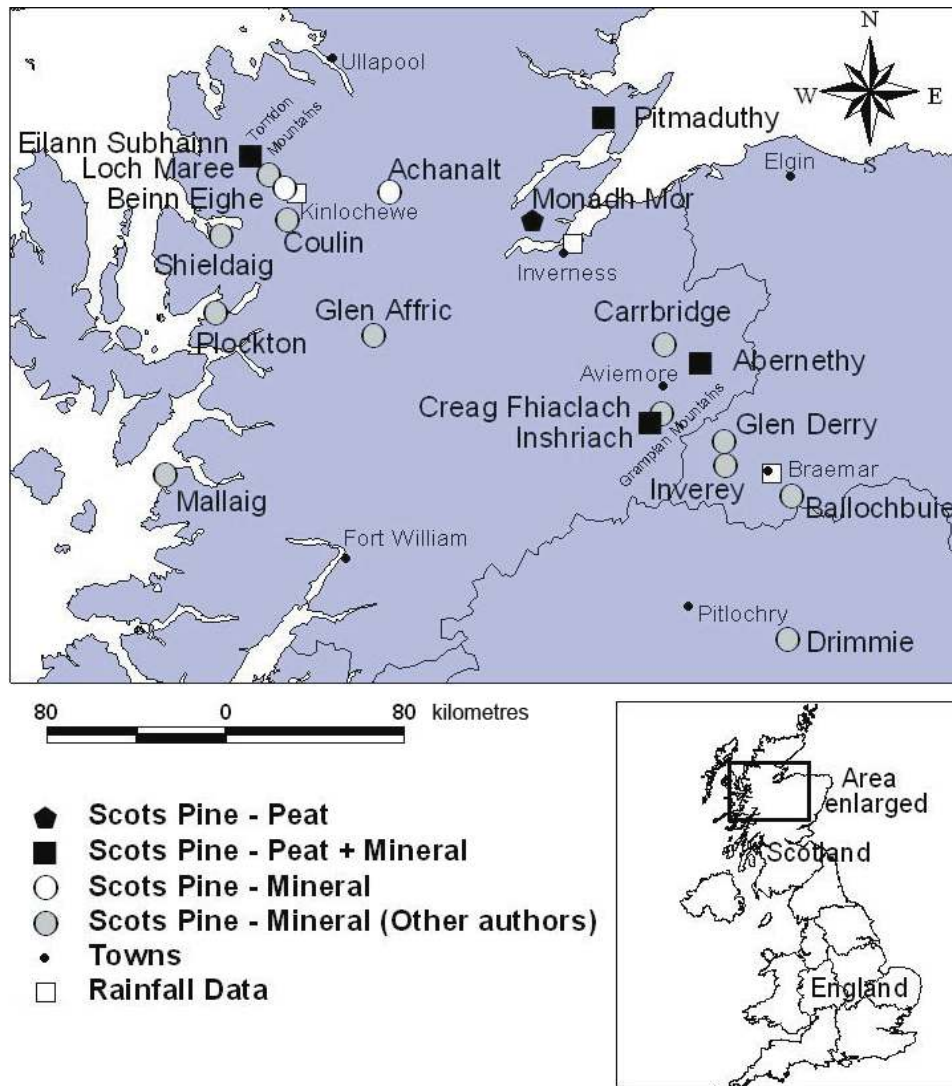 N
W
E
S
Ullapool
Torridon
Mountains
Pitmaduthy
Eilann Subhainn
Loch Maree
Beinn Eighe
Achanalt
Elgin
Monadh Mor
Kinlochewe
Coulin
Shieldaig
Inverness
Glen Affric
Carrbridge
Plockton
Abernethy
Aviemore
Creag Fhiaclach
Inshriach
Grampian Mountains
Glen Derry
Braemar
Inverey
Ballochbuie
Mallaig
Fort William
Pitlochry
Drimmie
80 0 80 kilometres
Scots Pine - Peat
Scots Pine - Peat + Mineral
Scots Pine - Mineral
Scots Pine - Mineral (Other authors)
Towns
Rainfall Data
Area
enlarged
Scotland
England